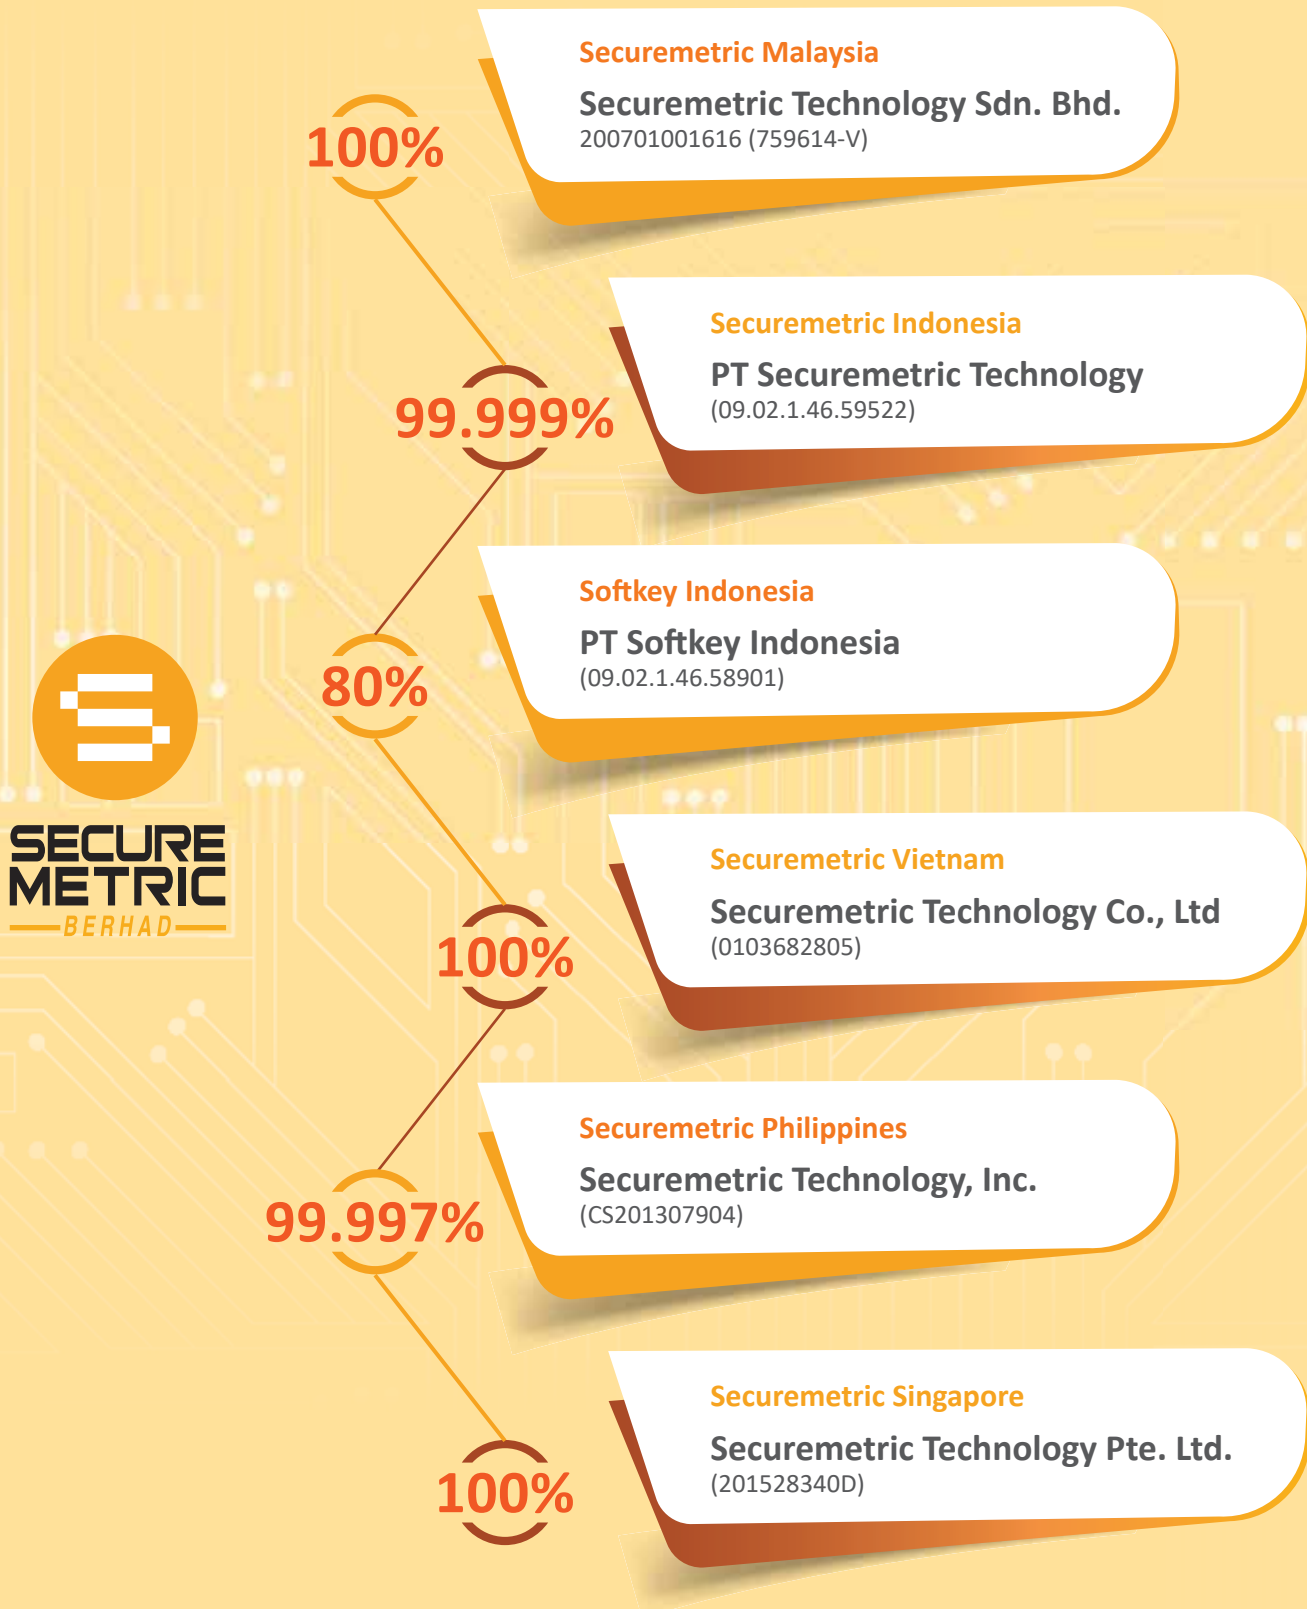 SECURE
METRIC
BERHAD
100%
Securemetric Malaysia
Securemetric Technology Sdn. Bhd.
200701001616 (759614-V)
99.999%
Securemetric Indonesia
PT Securemetric Technology
(09.02.1.46.59522)
80%
Softkey Indonesia
PT Softkey Indonesia
(09.02.1.46.58901)
100%
Securemetric Vietnam
Securemetric Technology Co., Ltd
(0103682805)
99.997%
Securemetric Philippines
Securemetric Technology, Inc.
(CS201307904)
100%
Securemetric Singapore
Securemetric Technology Pte. Ltd.
(201528340D)